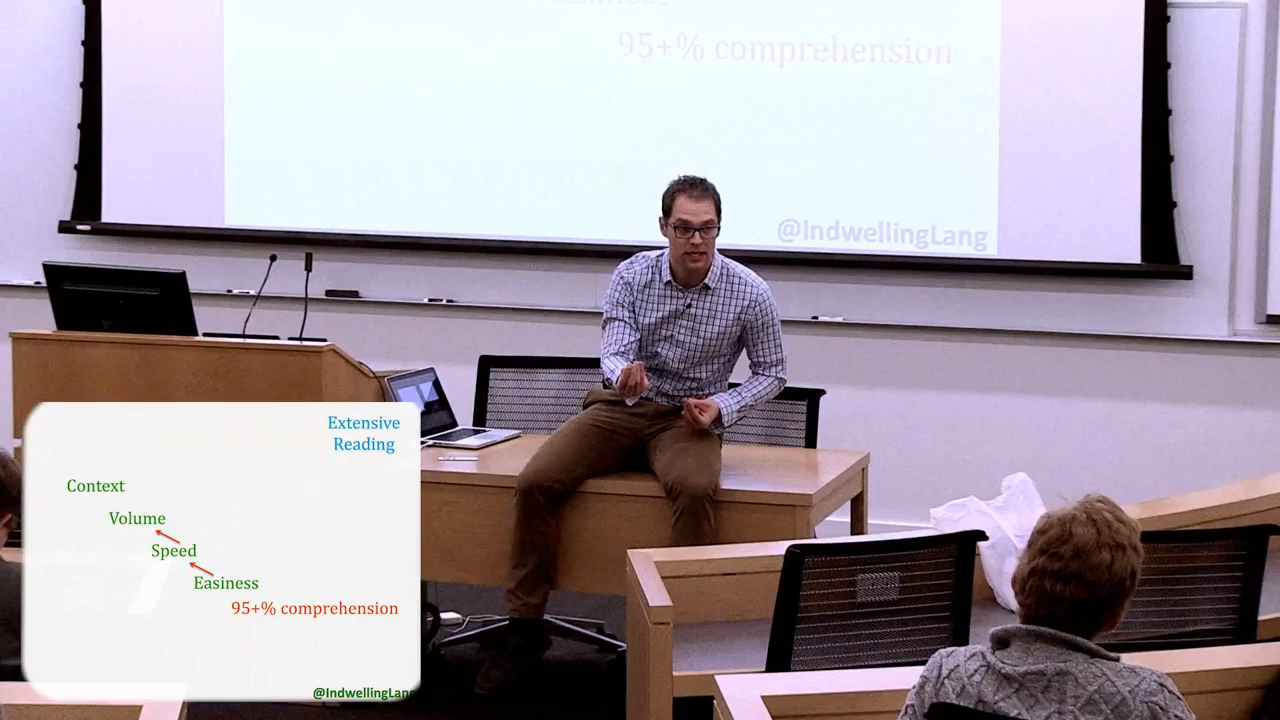 95+% comprehension
@IndwellingLang
Extensive
Reading
Context
Volume
Speed
Easiness
95+% comprehension
@IndwellingLang